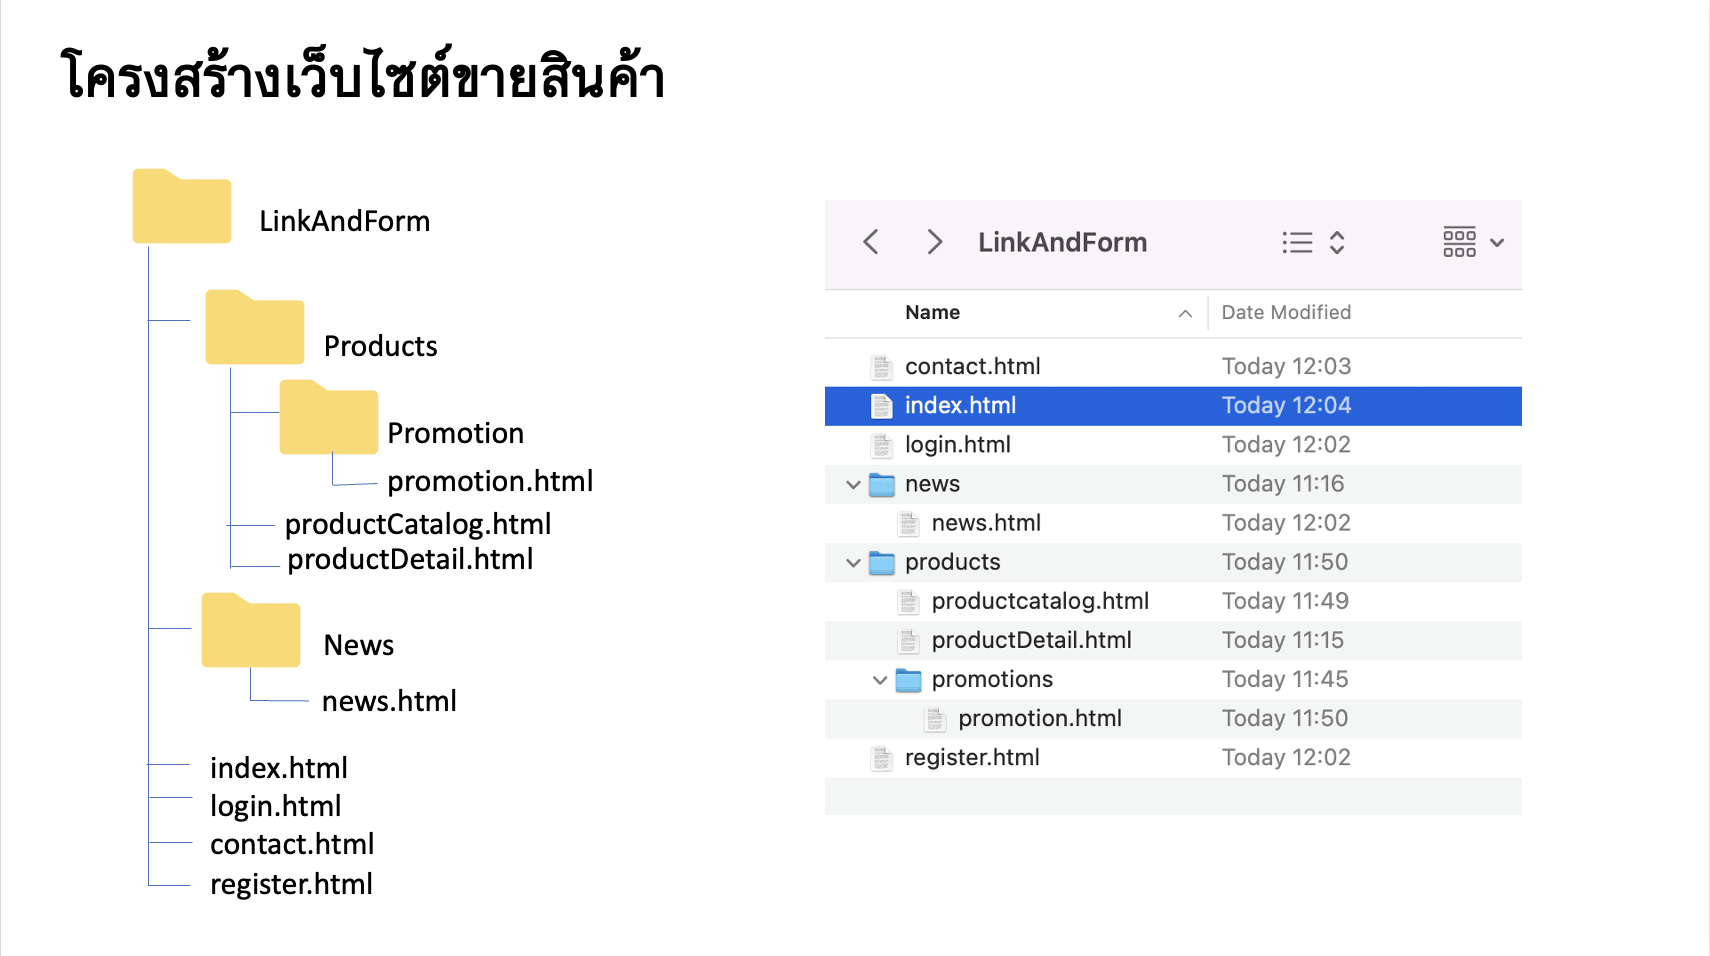 โครงสร้างเว็บไซต์ขายสินค้า
LinkAndForm
Products
Promotion
promotion.html
productCatalog.html
productDetail.html
News
news.html
index.html
login.html
contact.html
register.html
LinkAndForm
Name Date Modified
contact.html Today 12:03
index.html Today 12:04
login.html Today 12:02
news Today 11:16
news.html Today 12:02
products Today 11:50
productcatalog.html Today 11:49
productDetail.html Today 11:15
promotions Today 11:45
promotion.html Today 11:50
register.html Today 12:02